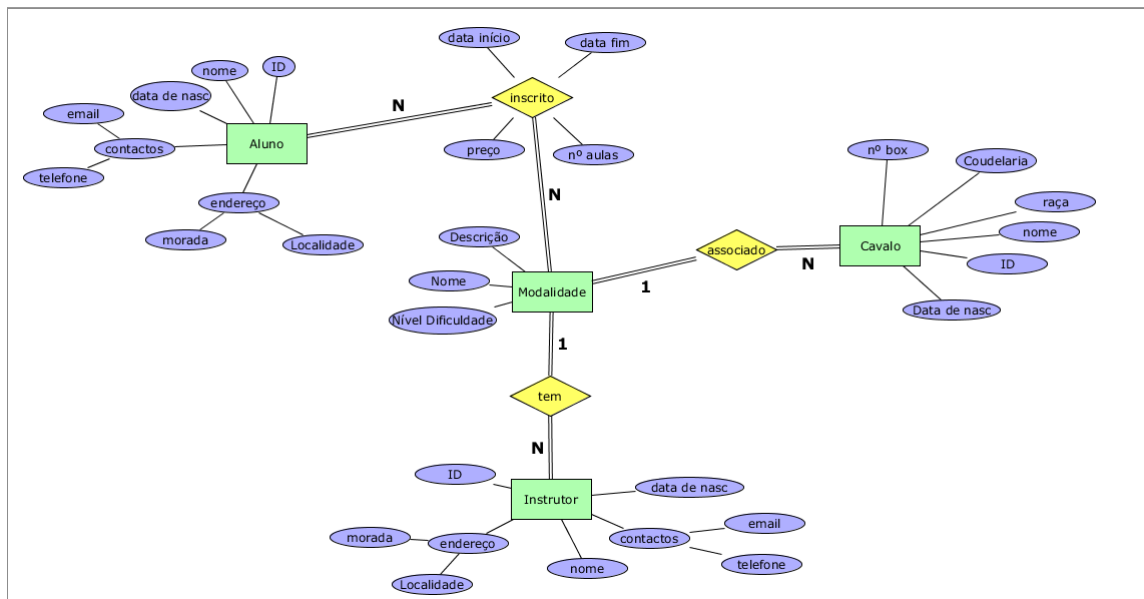 data início
data fim
ID
nome
data de nasc
email
contactos
telefone
Aluno
endereço
morada
Localidade
N
inscrito
preço
nº aulas
N
nº box
Coudelaria
raça
nome
ID
Data de nasc
Cavalo
associado
N
1
Descrição
Nome
Nível Dificuldade
Modalidade
1
tem
N
ID
Instrutor
data de nasc
morada
endereço
Localidade
nome
contactos
email
telefone